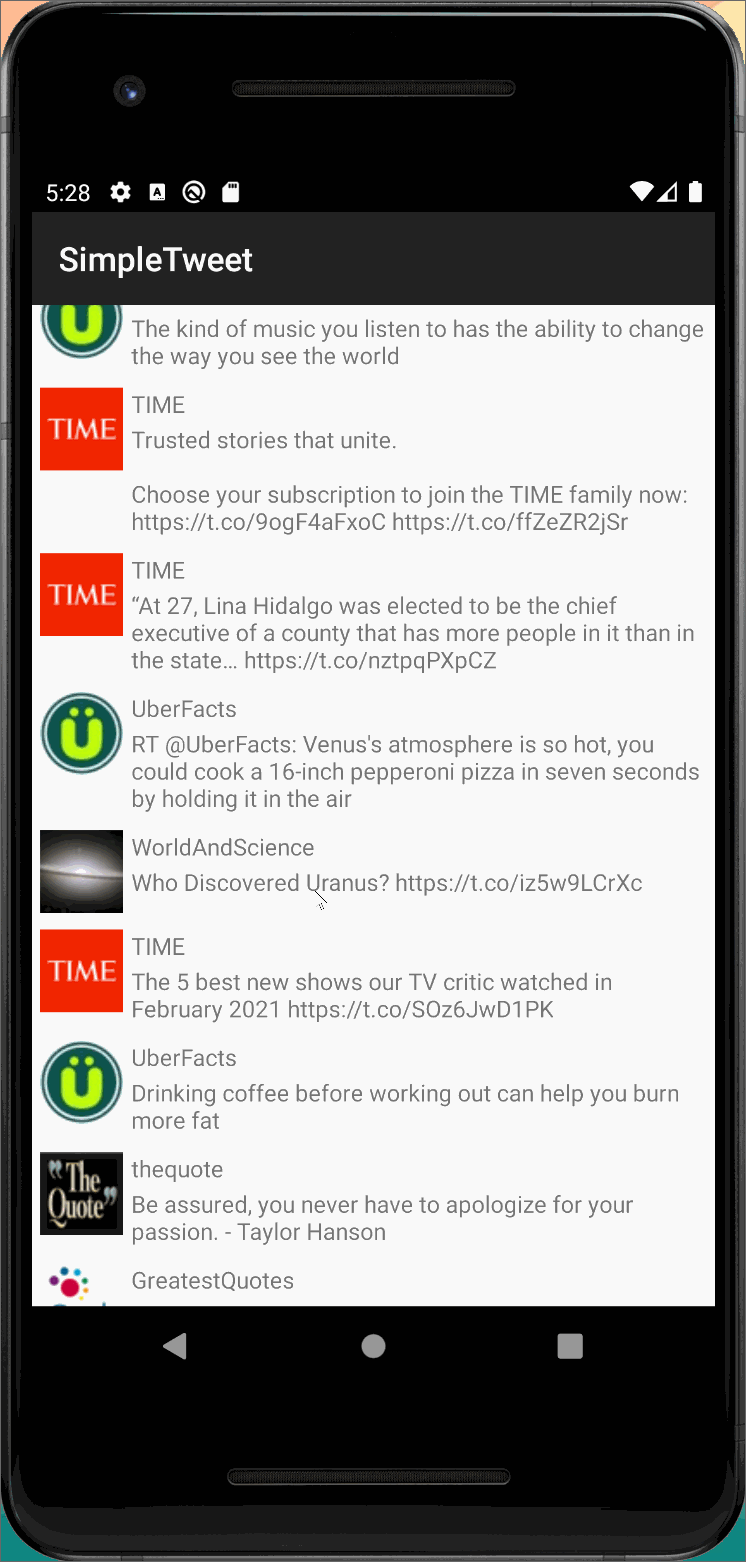 5:28
A
SimpleTweet
Ü
The kind of music you listen to has the ability to change
the way you see the world
TIME
TIME
Trusted stories that unite.
Choose your subscription to join the TIME family now:
https://t.co/9ogF4aFxoC https://t.co/ffZeZR2jSr
TIME
TIME
“At 27, Lina Hidalgo was elected to be the chief
executive of a county that has more people in it than in
the state… https://t.co/nztpqPXpCZ
Ü
UberFacts
RT @UberFacts: Venus's atmosphere is so hot, you
could cook a 16-inch pepperoni pizza in seven seconds
by holding it in the air
WorldAndScience
Who Discovered Uranus? https://t.co/iz5w9LCrXc
TIME
TIME
The 5 best new shows our TV critic watched in
February 2021 https://t.co/SOz6JwD1PK
Ü
UberFacts
Drinking coffee before working out can help you burn
more fat
"The
Quote"
thequote
Be assured, you never have to apologize for your
passion. - Taylor Hanson
GreatestQuotes